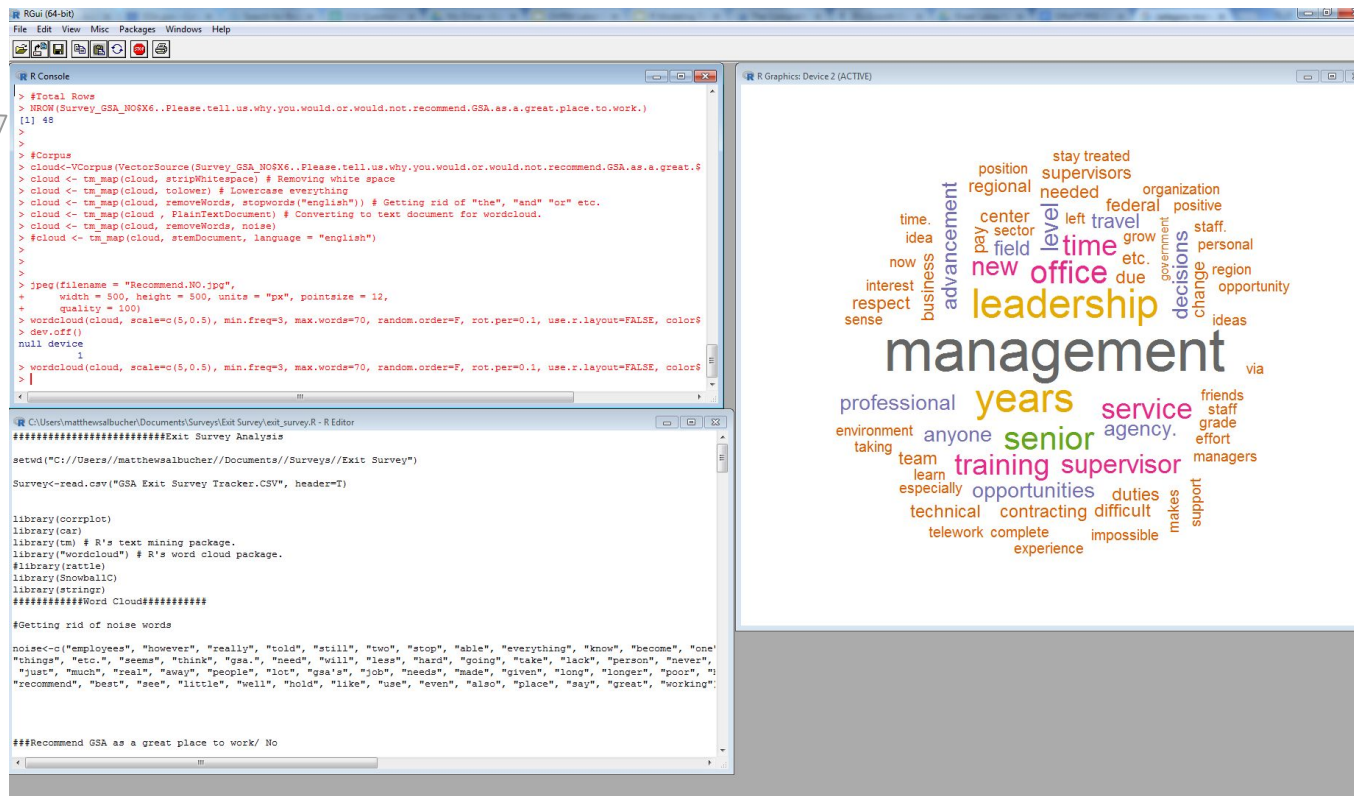 RGui (64-bit)
File Edit View Misc Packages Windows Help
STOP
7
R Console
> #Total Rows
> NROW(Survey_GSA_NO$X6..Please.tell.us.why.you.would.or.would.not.recommend.GSA.as.a.great.place.to.work.)
[1] 48
>
>
> #Corpus
> cloud<-VCorpus(VectorSource(Survey_GSA_NO$X6..Please.tell.us.why.you.would.or.would.not.recommend.GSA.as.a.great.$
> cloud <- tm_map(cloud, stripWhitespace) # Removing white space
> cloud <- tm_map(cloud, tolower) # Lowercase everything
> cloud <- tm_map(cloud, removeWords, stopwords("english")) # Getting rid of "the", "and" "or" etc.
> cloud <- tm_map(cloud , PlainTextDocument) # Converting to text document for wordcloud.
> cloud <- tm_map(cloud, removeWords, noise)
> #cloud <- tm_map(cloud, stemDocument, language = "english")
>
>
> jpeg(filename = "Recommend.NO.jpg",
+ width = 500, height = 500, units = "px", pointsize = 12,
+ quality = 100)
> wordcloud(cloud, scale=c(5,0.5), min.freq=3, max.words=70, random.order=F, rot.per=0.1, use.r.layout=FALSE, color$
> dev.off()
null device
1
> wordcloud(cloud, scale=c(5,0.5), min.freq=3, max.words=70, random.order=F, rot.per=0.1, use.r.layout=FALSE, color$
>
C:\Users\matthewsalbucher\Documents\Surveys\Exit Survey\exit_survey.R - R Editor
##########################Exit Survey Analysis
setwd("C://Users//matthewsalbucher//Documents//Surveys//Exit Survey")
Survey<-read.csv("GSA Exit Survey Tracker.CSV", header=T)
library(corrplot)
library(car)
library(tm) # R's text mining package.
library("wordcloud") # R's word cloud package.
#library(rattle)
library(SnowballC)
library(stringr)
############Word Cloud###########
#Getting rid of noise words
noise<-c("employees", "however", "really", "told", "still", "two", "stop", "able", "everything", "know", "become", "one"
"things", "etc.", "seems", "think", "gsa.", "need", "will", "less", "hard", "going", "take", "lack", "person", "never",
"just", "much", "real", "away", "people", "lot", "gsa's", "job", "needs", "made", "given", "long", "longer", "poor",
"recommend", "best", "see", "little", "well", "hold", "like", "use", "even", "also", "place", "say", "great", "working"
###Recommend GSA as a great place to work/ No
R Graphics: Device 2 (ACTIVE)
stay treated
position supervisors
regional needed organization
federal positive
advancement
time. center level left travel staff.
idea pay sector grow government personal
field time etc. decisions
now new office due change region
interest business opportunity
respect leadership
sense ideas
management via
professional years service friends
staff
environment anyone senior agency. grade
effort
taking team training supervisor managers
learn
especially opportunities duties makes support
technical contracting difficult
telework complete impossible
experience